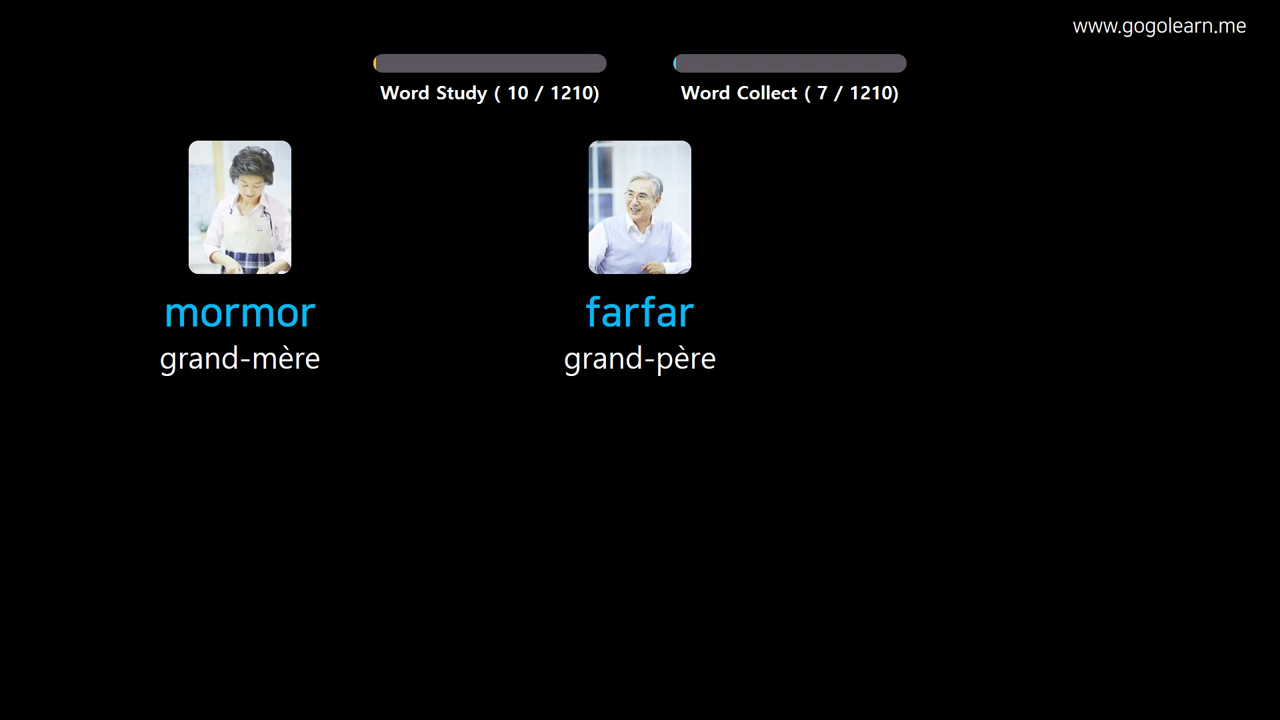 www.gogolearn.me
Word Study ( 10 / 1210)
Word Collect ( 7 / 1210)
mormor
grand-mère
farfar
grand-père